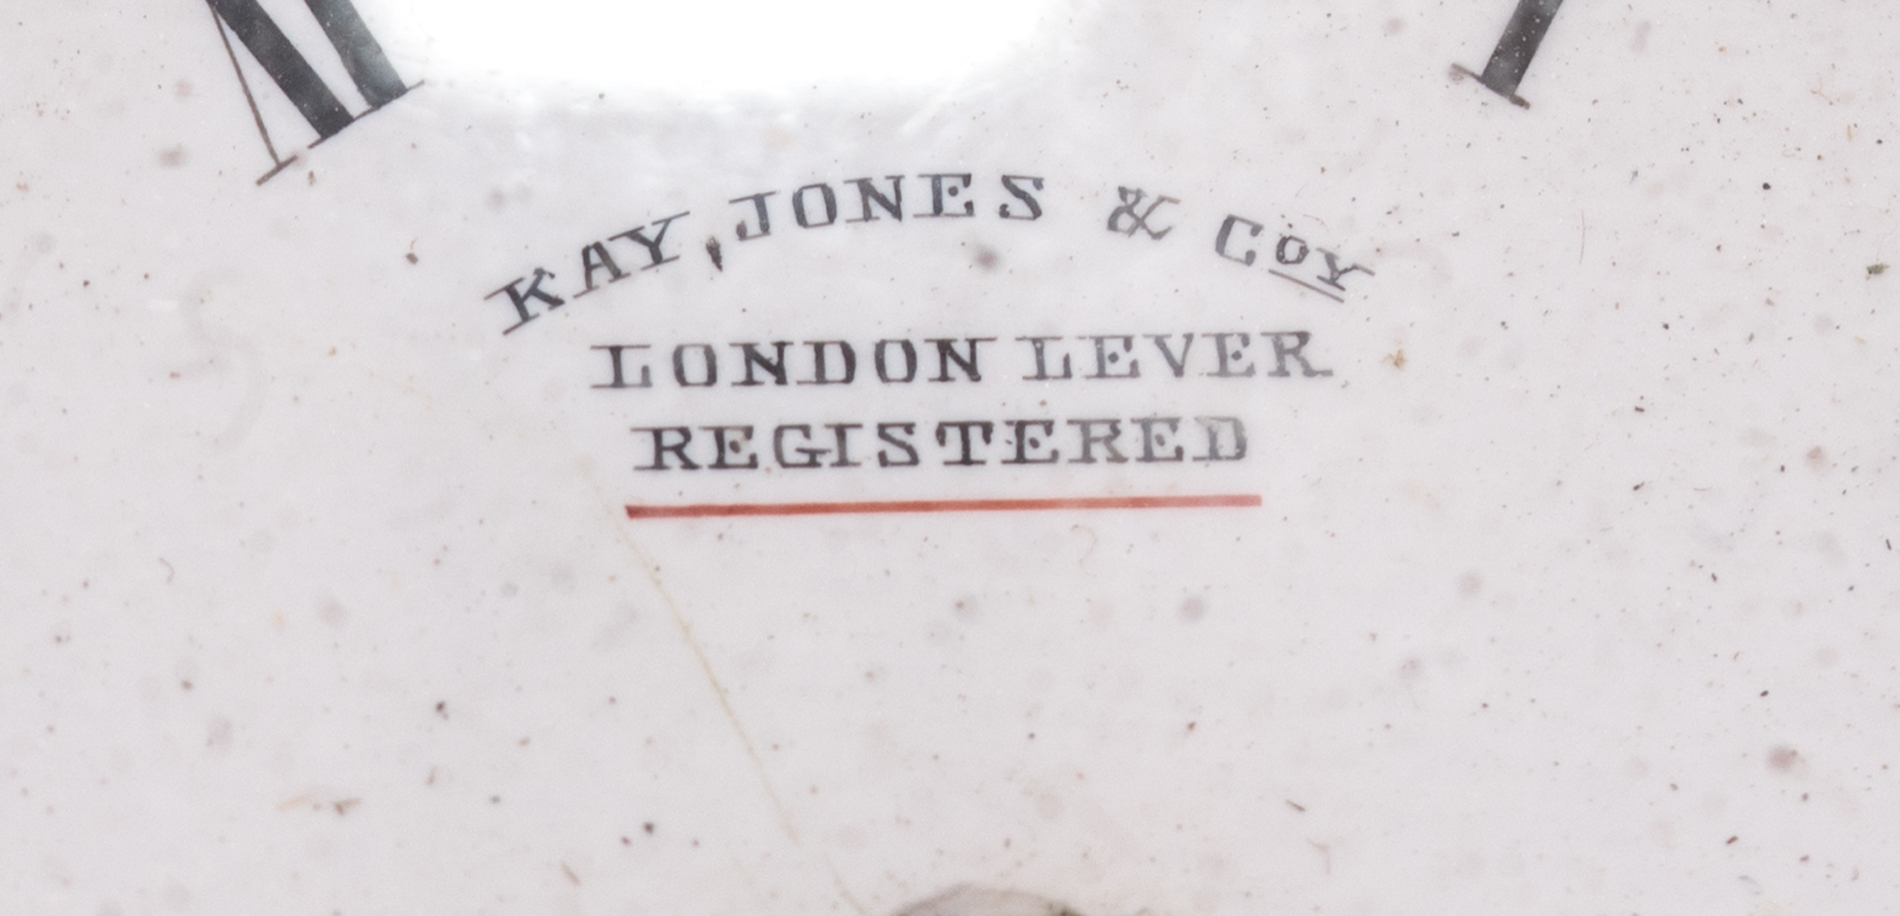 KAY, JONES & Coy
LONDON LEVER
REGISTERED